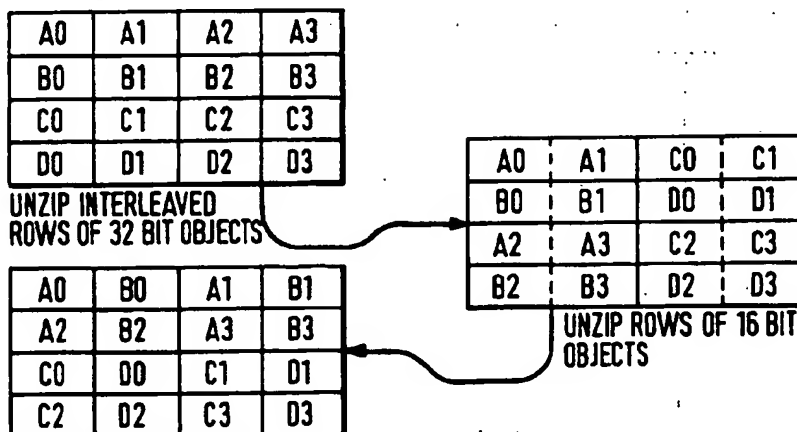 A0 A1 A2 A3
B0 B1 B2 B3
C0 C1 C2 C3
D0 D1 D2 D3
UNZIP INTERLEAVED
ROWS OF 32 BIT OBJECTS
A0 A1 C0 C1
B0 B1 D0 D1
A2 A3 C2 C3
B2 B3 D2 D3
UNZIP ROWS OF 16 BIT
OBJECTS
A0 B0 A1 B1
A2 B2 A3 B3
C0 D0 C1 D1
C2 D2 C3 D3